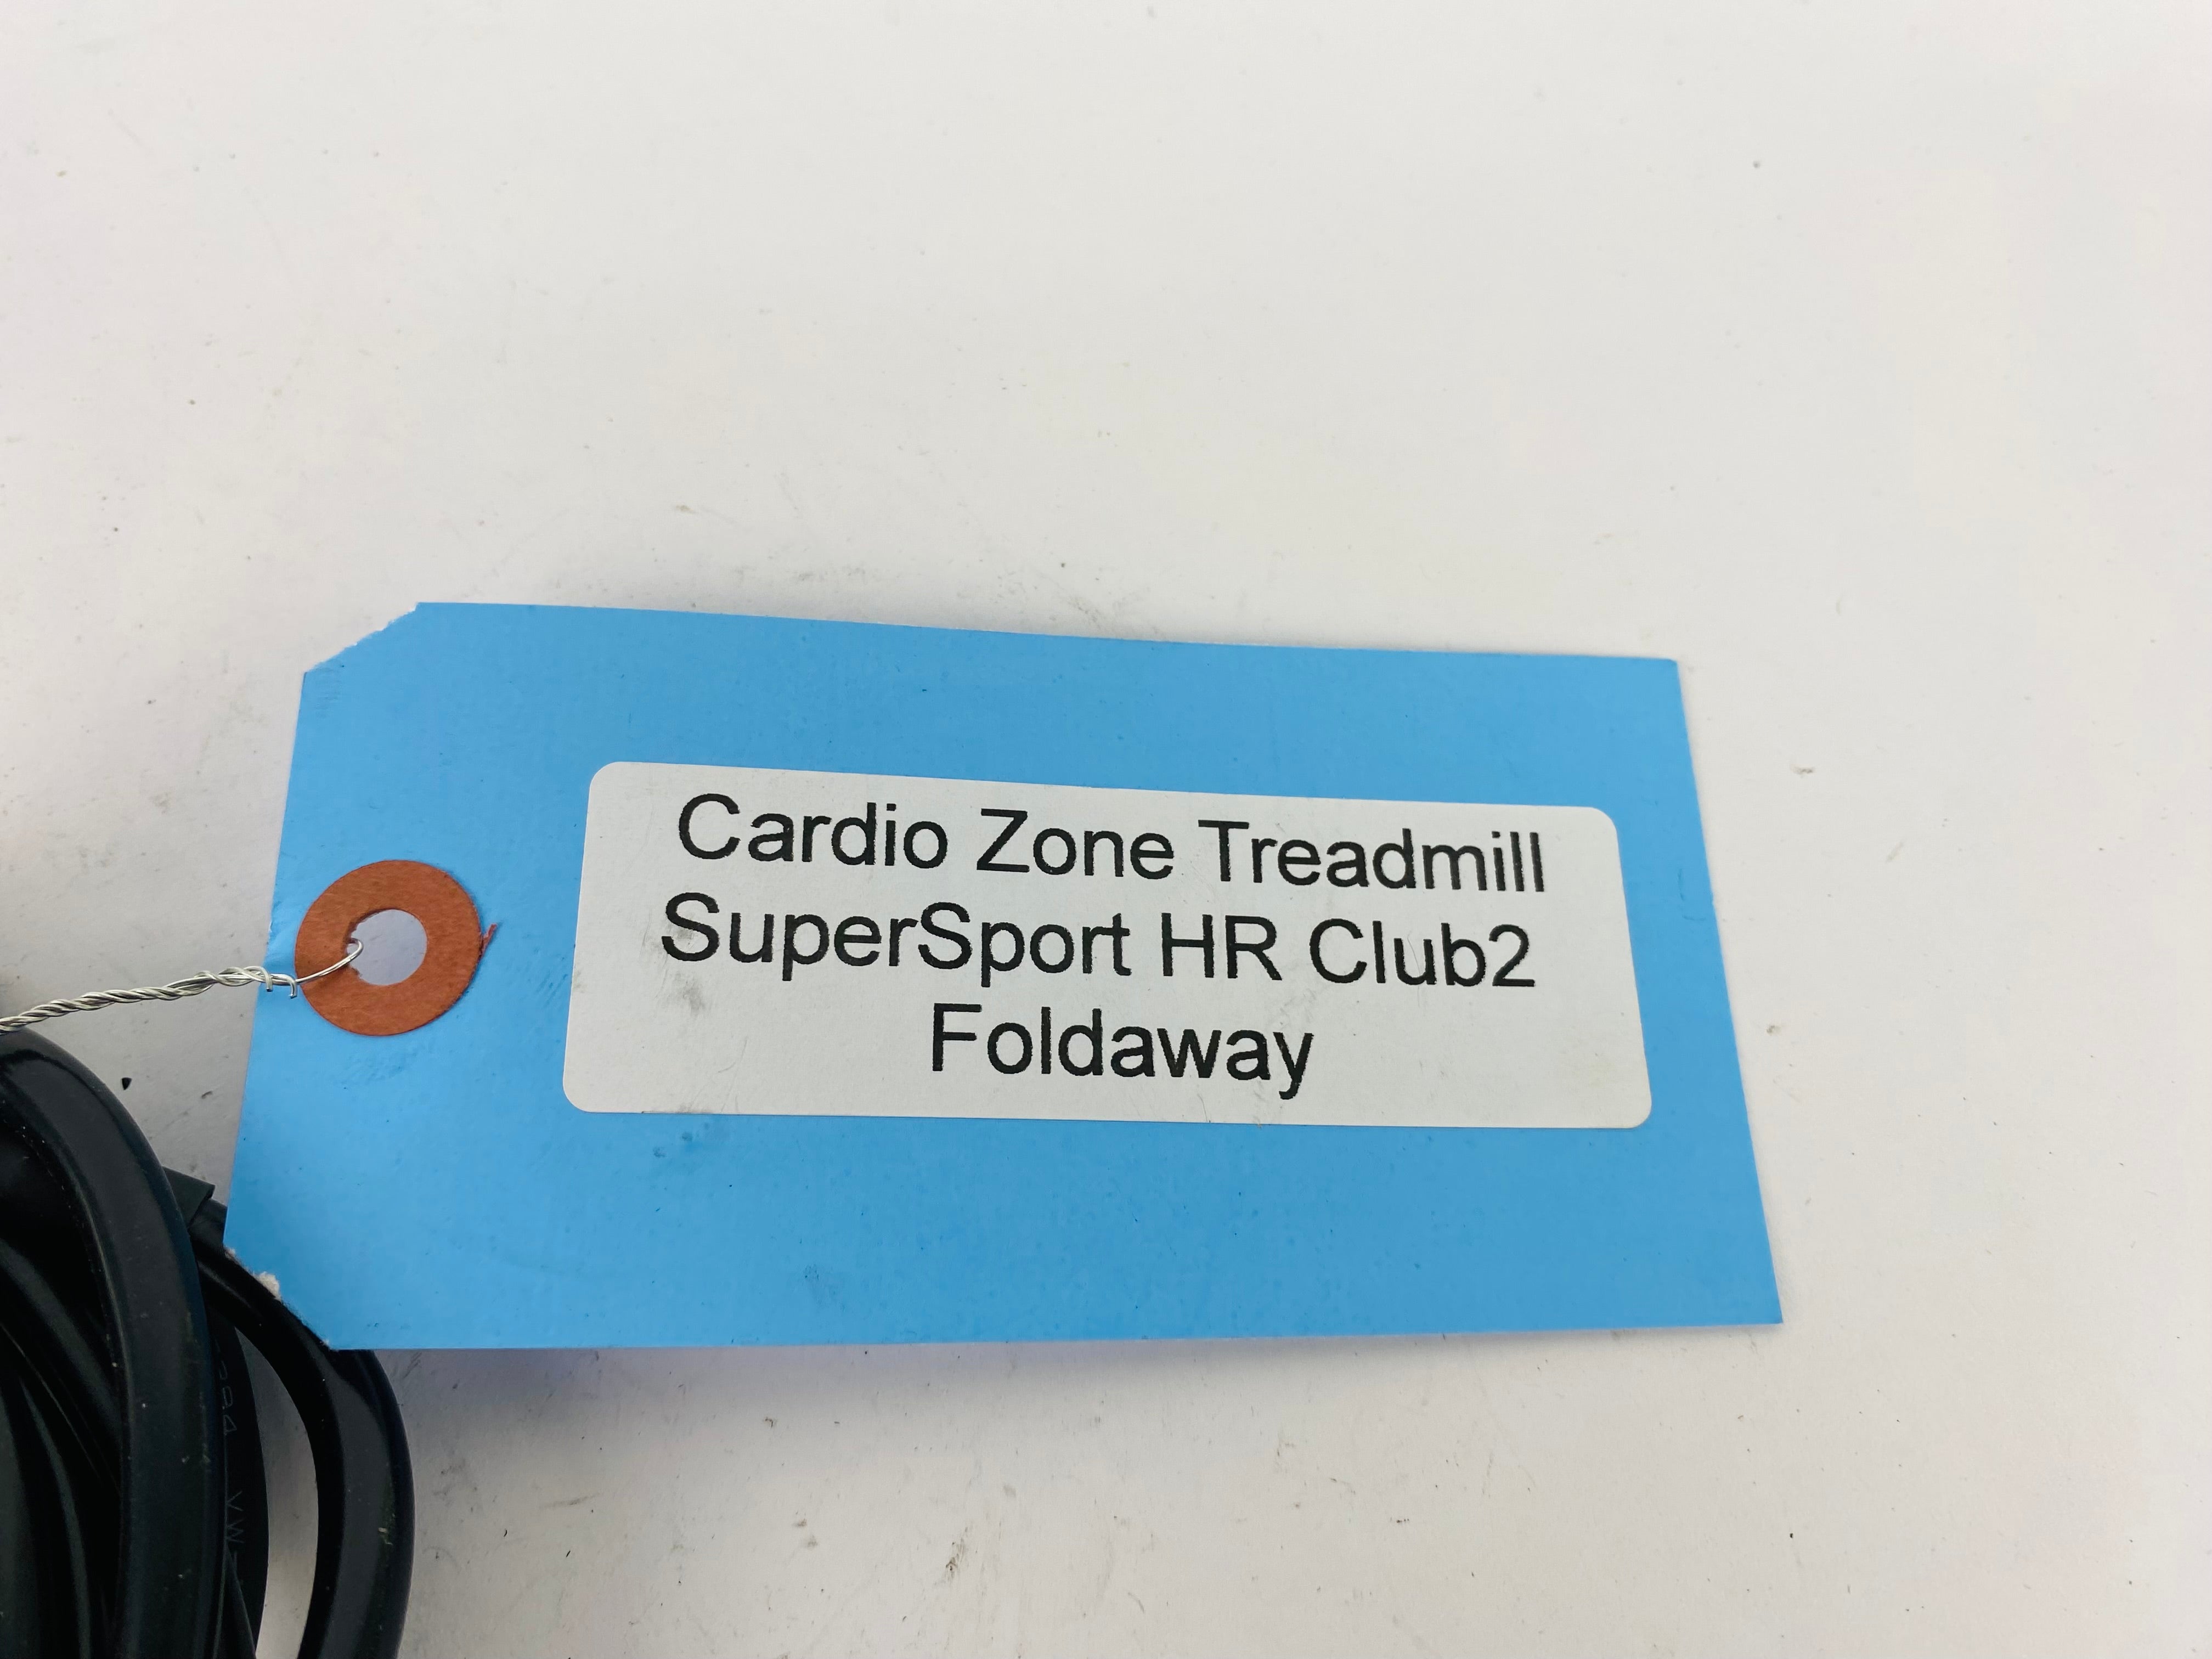 Cardio Zone Treadmill
SuperSport HR Club2
Foldaway